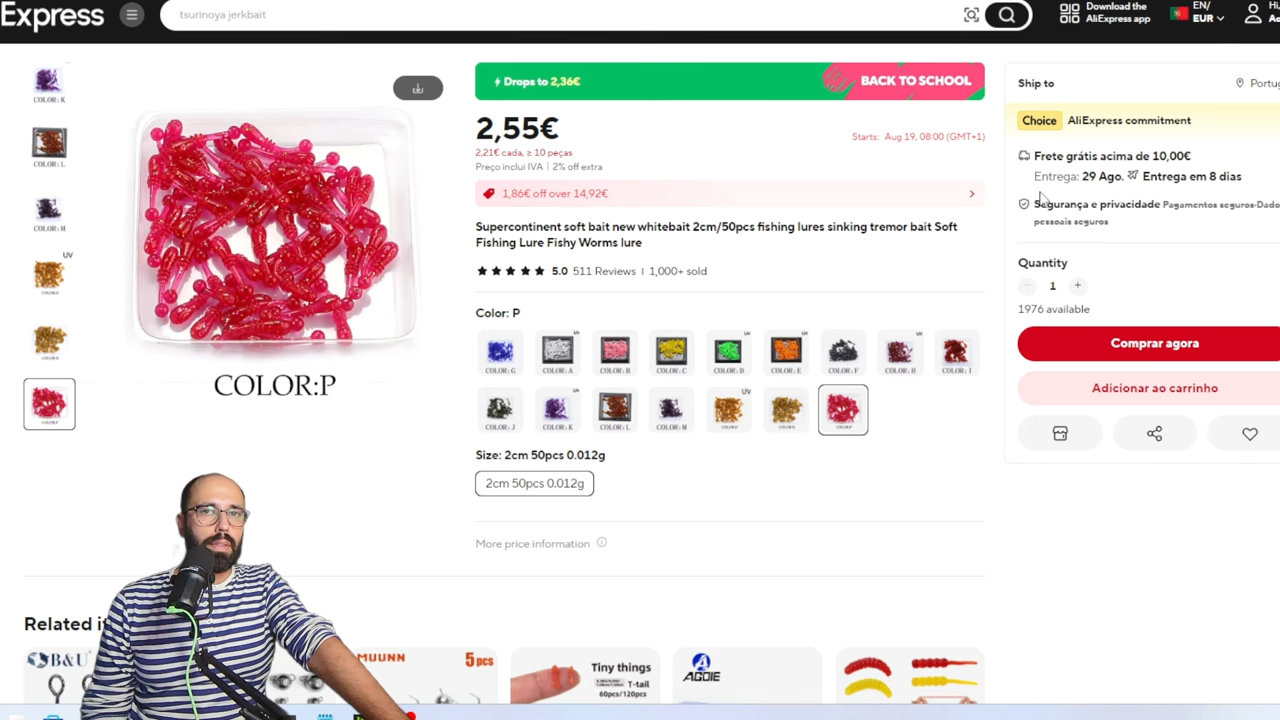 Express
tsurinoya jerkbait
Download the
AliExpress app
EN/
EUR
Hi,
COLOR:K
COLOR:L
COLOR:M
UV
COLOR:P
Drops to 2,36€
BACK TO SCHOOL
2,55€
Starts: Aug 19, 08:00 (GMT+1)
2,21€ cada, ≥ 10 peças
Preço inclui IVA | 2% off extra
1,86€ off over 14,92€
Supercontinent soft bait new whitebait 2cm/50pcs fishing lures sinking tremor bait Soft
Fishing Lure Fishy Worms lure
5.0 511 Reviews | 1,000+ sold
Color: P
COLOR:G COLOR:A COLOR:B COLOR:C COLOR:D COLOR:E COLOR:F COLOR:H COLOR:I
COLOR:J COLOR:K COLOR:L COLOR:M UV
Size: 2cm 50pcs 0.012g
2cm 50pcs 0.012g
More price information
Ship to
Portug
Choice AliExpress commitment
Frete grátis acima de 10,00€
Entrega: 29 Ago. Entrega em 8 dias
Segurança e privacidade Pagamentos seguros·Dado
pessoais seguros
Quantity
1
1976 available
Comprar agora
Adicionar ao carrinho
Related i
B&U
MUUNN
5pcs
Tiny things
T-tail
60pcs/120pcs
AGOIE